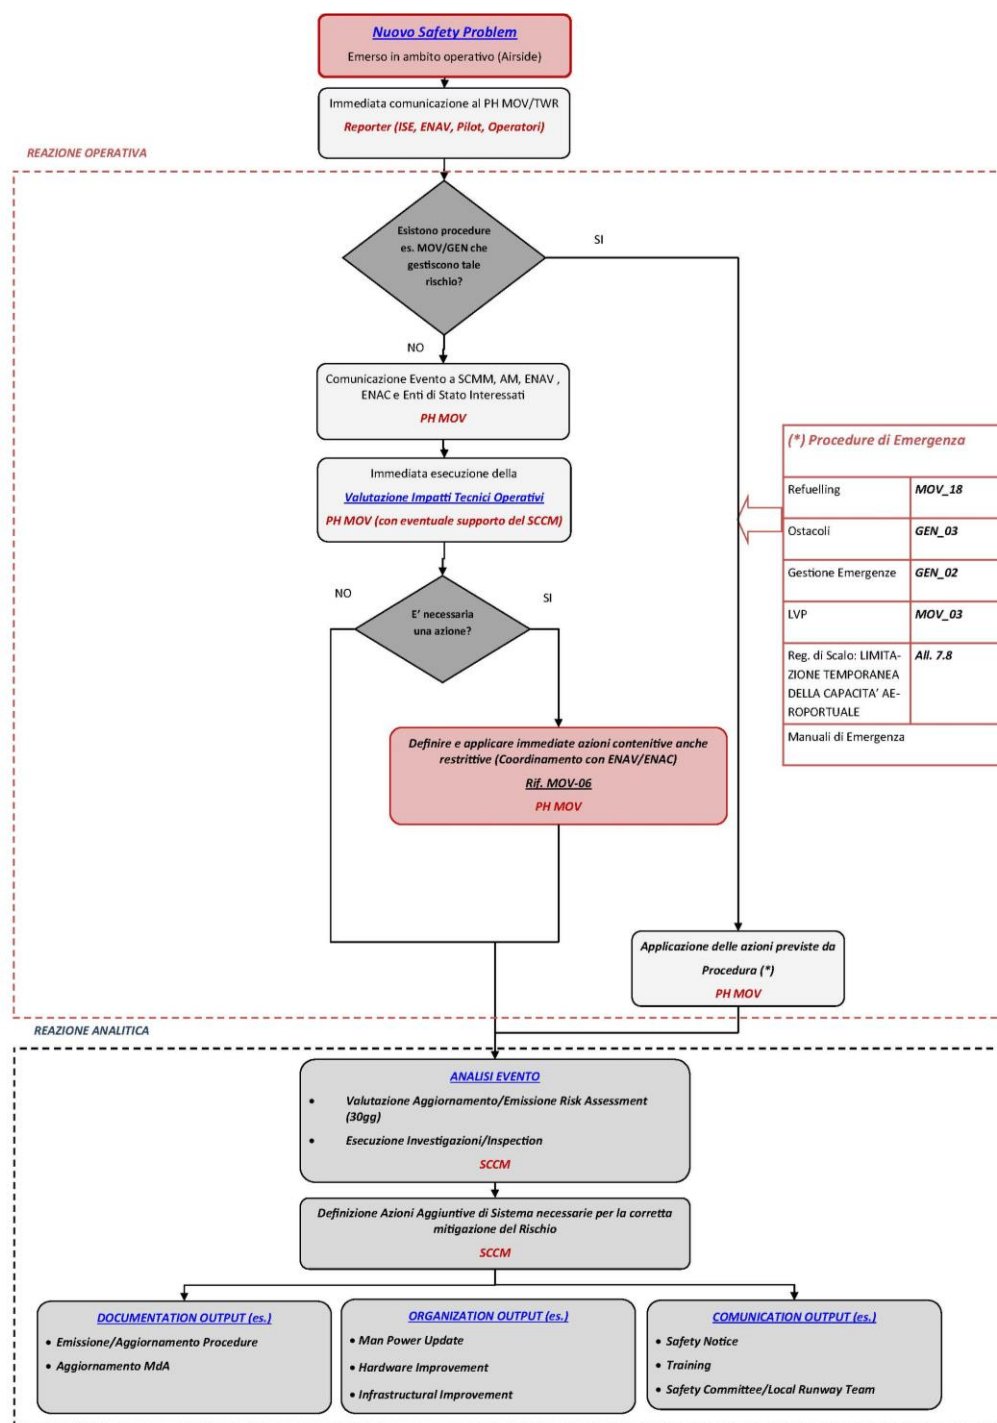 Nuovo Safety Problem
Emerso in ambito operativo (Airside)
Immediata comunicazione al PH MOV/TWR
Reporter (ISE, ENAV, Pilot, Operatori)
REAZIONE OPERATIVA
Esistono procedure
es. MOV/GEN che
gestiscono tale
rischio?
SI
NO
Comunicazione Evento a SCMM, AM, ENAV ,
ENAC e Enti di Stato Interessati
PH MOV
Immediata esecuzione della
Valutazione Impatti Tecnici Operativi
PH MOV (con eventuale supporto del SCCM)
NO
SI
E' necessaria
una azione?
Definire e applicare immediate azioni contenitive anche
restrittive (Coordinamento con ENAV/ENAC)
Rif. MOV-06
PH MOV
(*) Procedure di Emergenza
Refuelling MOV_18
Ostacoli GEN_03
Gestione Emergenze GEN_02
LVP MOV_03
Reg. di Scalo: LIMITA- All. 7.8
ZIONE TEMPORANEA
DELLA CAPACITA' AE-
ROPORTUALE
Manuali di Emergenza
Applicazione delle azioni previste da
Procedura (*)
PH MOV
REAZIONE ANALITICA
ANALISI EVENTO
• Valutazione Aggiornamento/Emissione Risk Assessment
(30gg)
• Esecuzione Investigazioni/Inspection
SCCM
Definizione Azioni Aggiuntive di Sistema necessarie per la corretta
mitigazione del Rischio
SCCM
DOCUMENTATION OUTPUT (es.)
• Emissione/Aggiornamento Procedure
• Aggiornamento MdA
ORGANIZATION OUTPUT (es.)
• Man Power Update
• Hardware Improvement
• Infrastructural Improvement
COMUNICATION OUTPUT (es.)
• Safety Notice
• Training
• Safety Committee/Local Runway Team